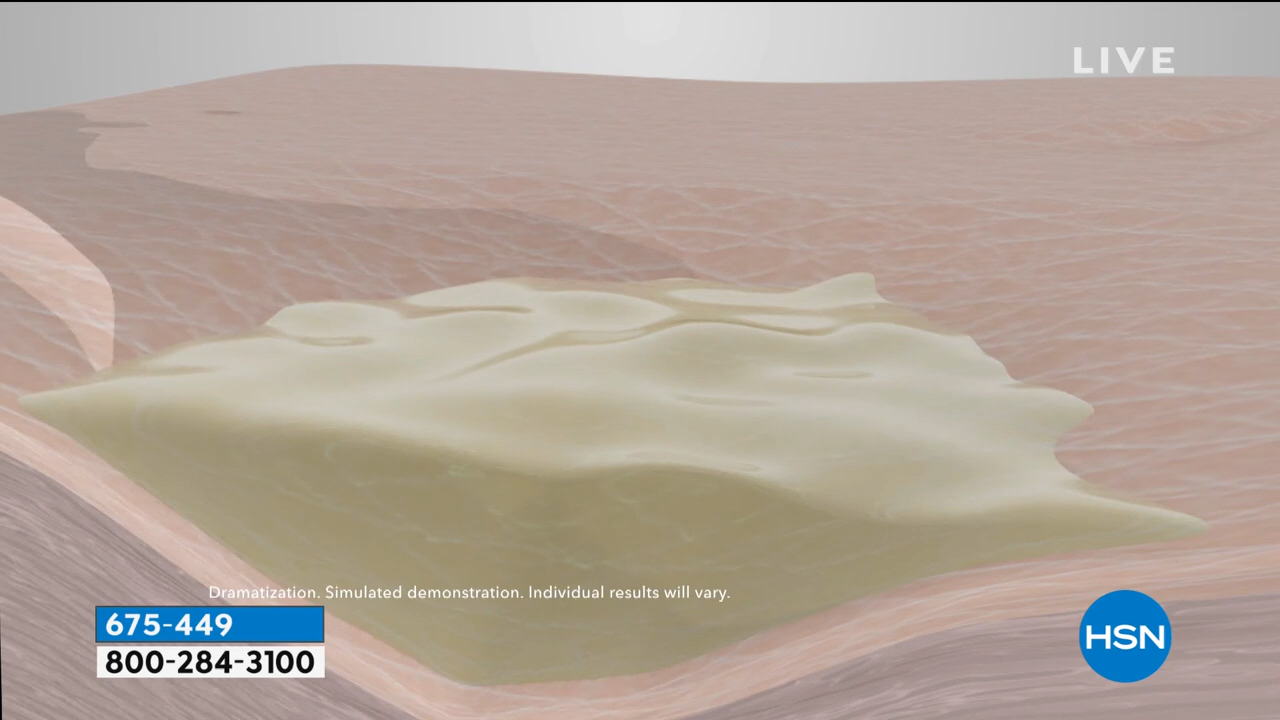 LIVE
Dramatization. Simulated demonstration. Individual results will vary.
675-449
800-284-3100
HSN